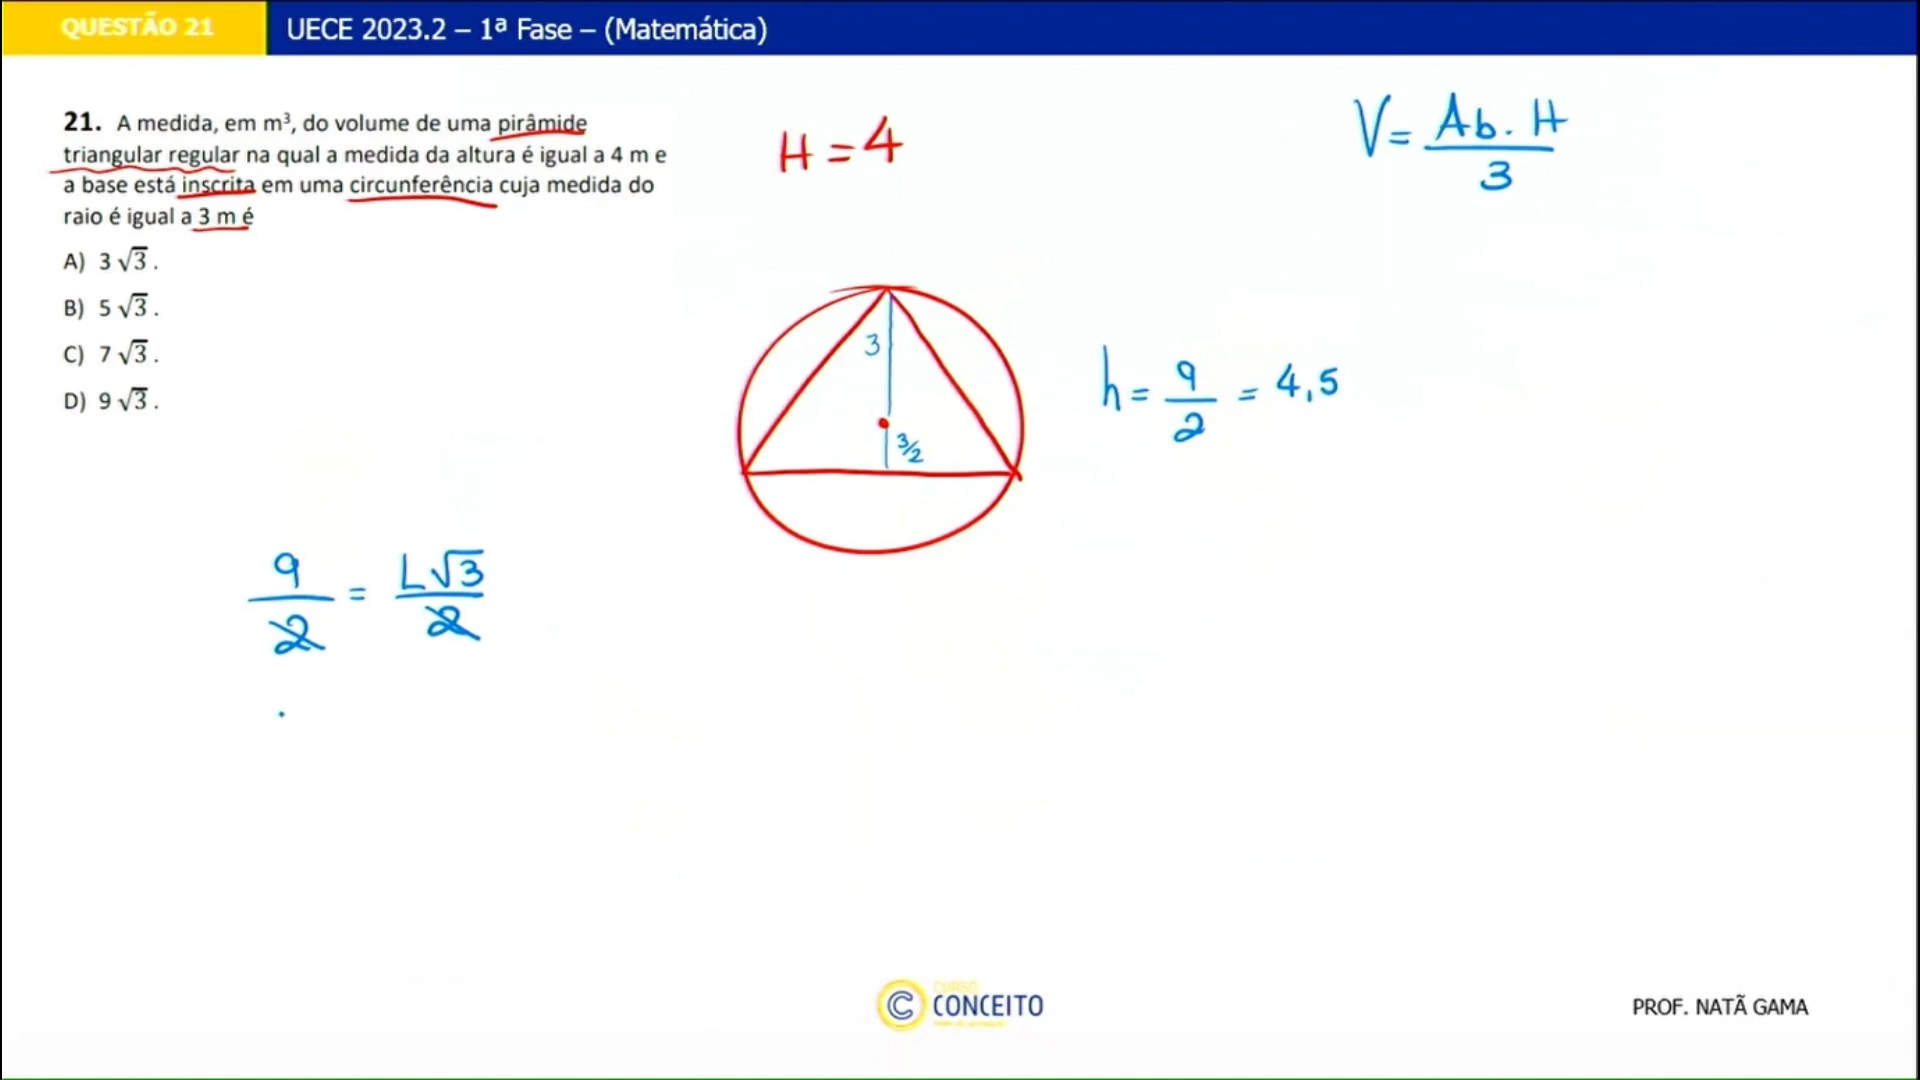 QUESTÃO 21
UECE 2023.2 – 1ª Fase – (Matemática)
21. A medida, em m³, do volume de uma pirâmide
triangular regular na qual a medida da altura é igual a 4 m e
a base está inscrita em uma circunferência cuja medida do
raio é igual a 3 m é
A) 3 √3 .
B) 5 √3 .
C) 7 √3 .
D) 9 √3 .
H = 4
V = Ab . H / 3
3
3/2
h = 9/2 = 4,5
9/2 = L√3/2
CURSO
CONCEITO
PROF. NATÃ GAMA